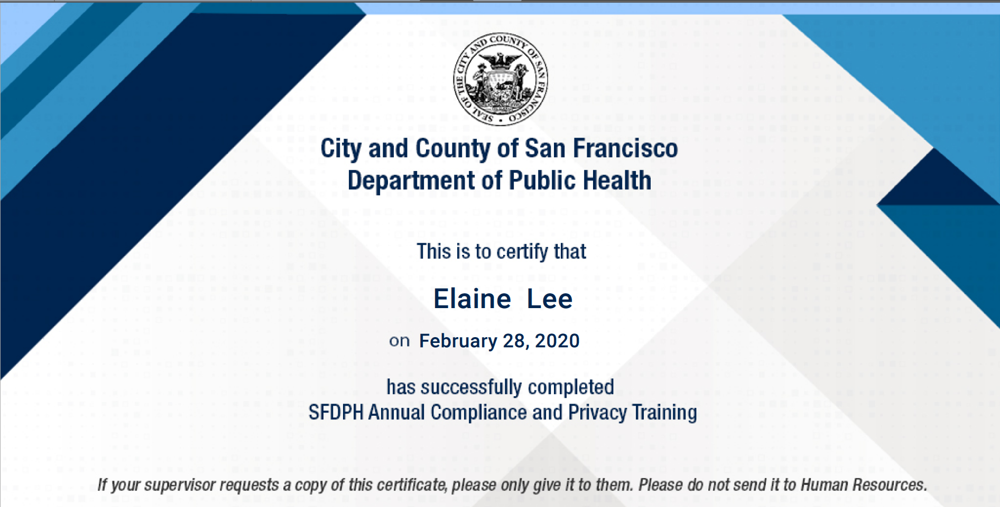 SEAL OF THE CITY AND COUNTY OF SAN FRANCISCO
City and County of San Francisco
Department of Public Health
This is to certify that
Elaine Lee
on February 28, 2020
has successfully completed
SFDPH Annual Compliance and Privacy Training
If your supervisor requests a copy of this certificate, please only give it to them. Please do not send it to Human Resources.